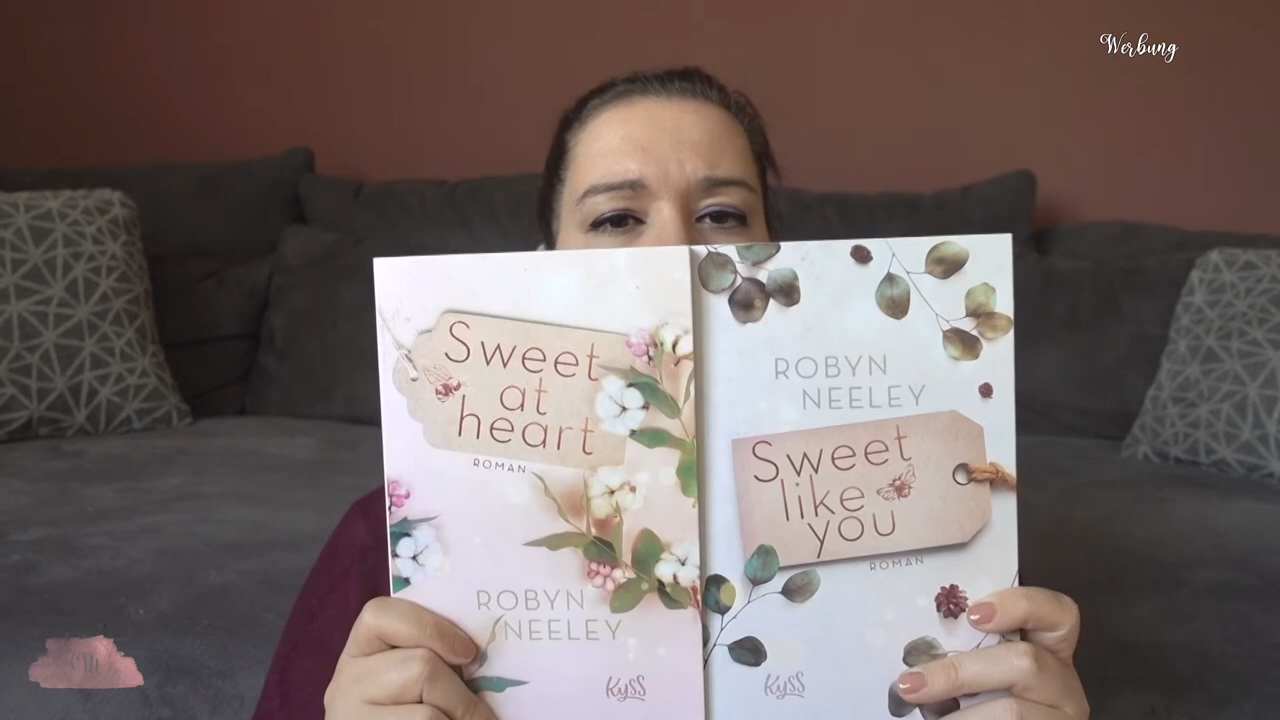 Werbung
Sweet
at
heart
ROMAN
ROBYN
NEELEY
KYSS
ROBYN
NEELEY
Sweet
like
you
ROMAN
KYSS